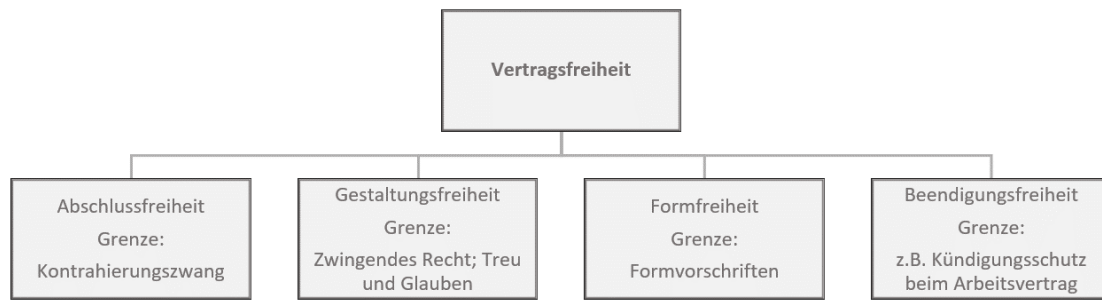 Vertragsfreiheit
Abschlussfreiheit
Grenze:
Kontrahierungszwang
Gestaltungsfreiheit
Grenze:
Zwingendes Recht; Treu
und Glauben
Formfreiheit
Grenze:
Formvorschriften
Beendigungsfreiheit
Grenze:
z.B. Kündigungsschutz
beim Arbeitsvertrag